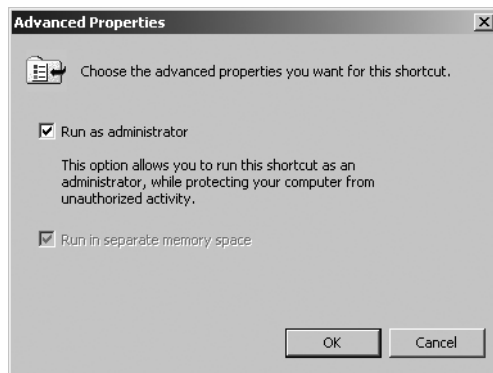 Advanced Properties
Choose the advanced properties you want for this shortcut.
Run as administrator
This option allows you to run this shortcut as an
administrator, while protecting your computer from
unauthorized activity.
Run in separate memory space
OK Cancel